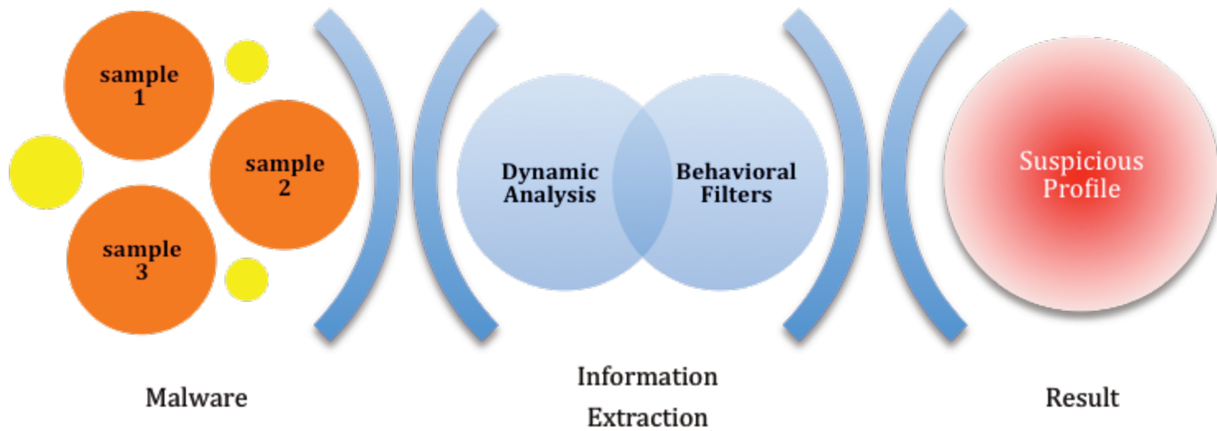 sample
1
sample
2
sample
3
Dynamic
Analysis
Behavioral
Filters
Suspicious
Profile
Malware
Information
Extraction
Result